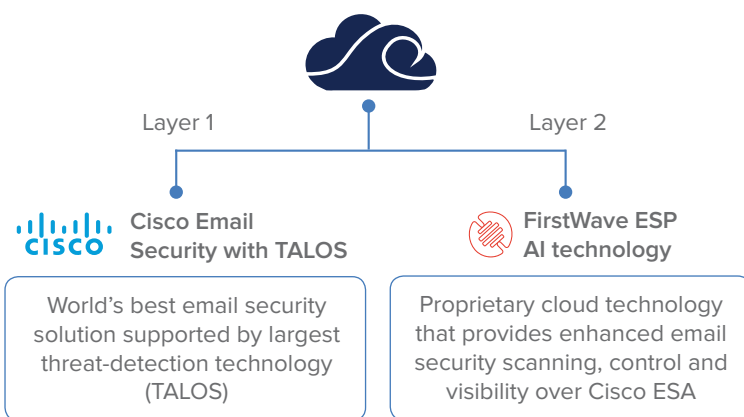 Layer 1
Layer 2
CISCO
Cisco Email
Security with TALOS
FirstWave ESP
AI technology
World’s best email security
solution supported by largest
threat-detection technology
(TALOS)
Proprietary cloud technology
that provides enhanced email
security scanning, control and
visibility over Cisco ESA